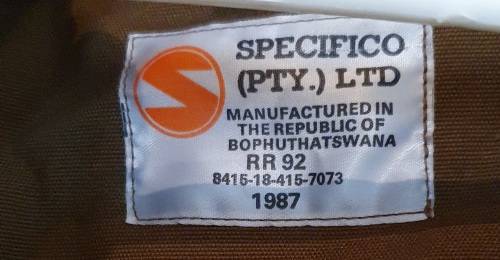 SPECIFICO
(PTY.) LTD
MANUFACTURED IN
THE REPUBLIC OF
BOPHUTHATSWANA
RR 92
8415-18-415-7073
1987